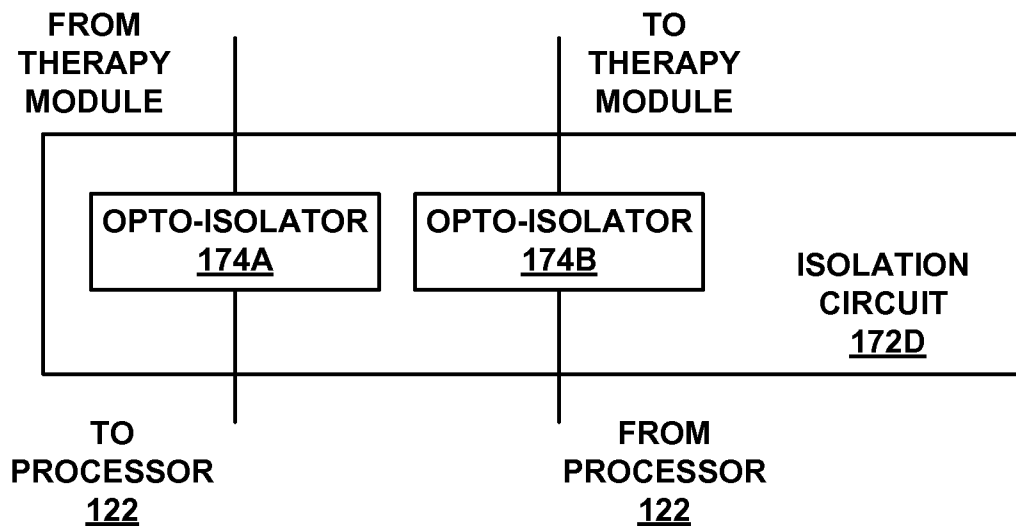 FROM
THERAPY
MODULE
TO
THERAPY
MODULE
OPTO-ISOLATOR
174A
OPTO-ISOLATOR
174B
ISOLATION
CIRCUIT
172D
TO
PROCESSOR
122
FROM
PROCESSOR
122